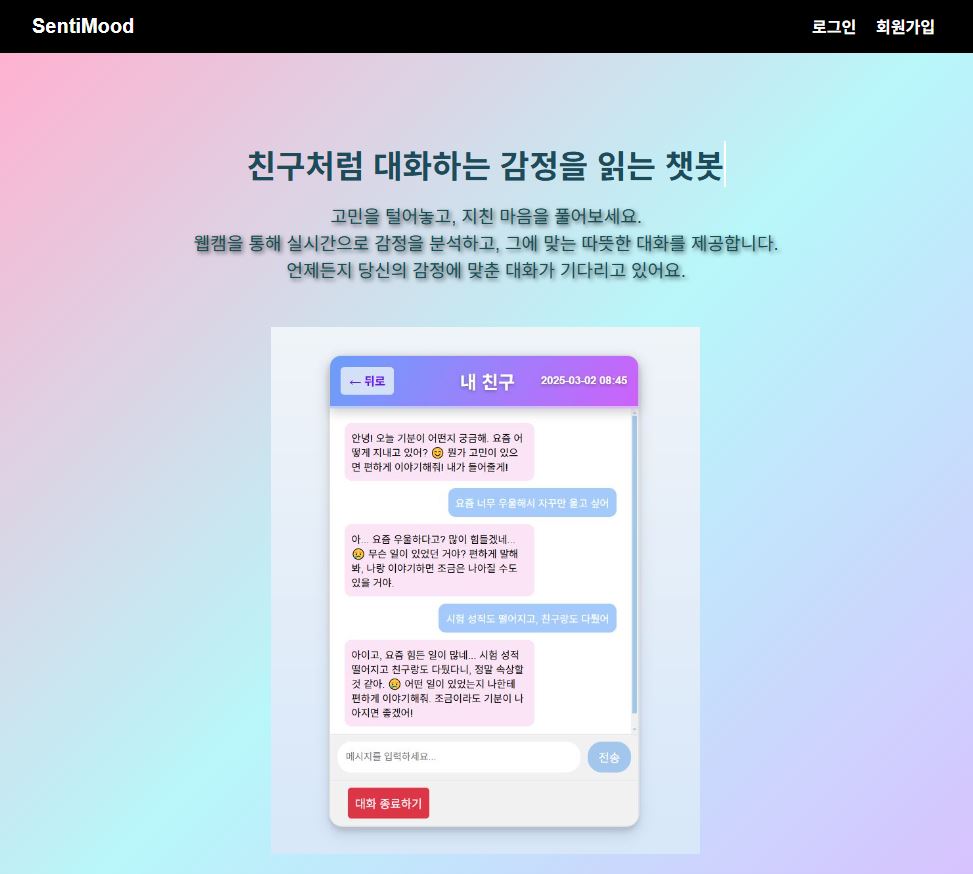 SentiMood
로그인 회원가입
친구처럼 대화하는 감정을 읽는 챗봇
고민을 털어놓고, 지친 마음을 풀어보세요.
웹캠을 통해 실시간으로 감정을 분석하고, 그에 맞는 따뜻한 대화를 제공합니다.
언제든지 당신의 감정에 맞춘 대화가 기다리고 있어요.
← 뒤로 내 친구 2025-03-02 08:45
안녕! 오늘 기분이 어떤지 궁금해. 요즘 어
떻게 지내고 있어? 😊 뭔가 고민이 있으
면 편하게 이야기해줘! 내가 들어줄게!
요즘 너무 우울해서 자꾸만 울고 싶어
아... 요즘 우울하다고? 많이 힘들겠네...
😢 무슨 일이 있었던 거야? 편하게 말해
봐, 나랑 이야기하면 조금은 나아질 수도
있을 거야.
시험 성적도 떨어지고, 친구랑도 다퉜어
아이고, 요즘 힘든 일이 많네... 시험 성적
떨어지고 친구랑도 다퉜다니, 정말 속상할
것 같아. 😢 어떤 일이 있었는지 나한테
편하게 이야기해줘. 조금이라도 기분이 나
아지면 좋겠어!
메시지를 입력하세요... 전송
대화 종료하기